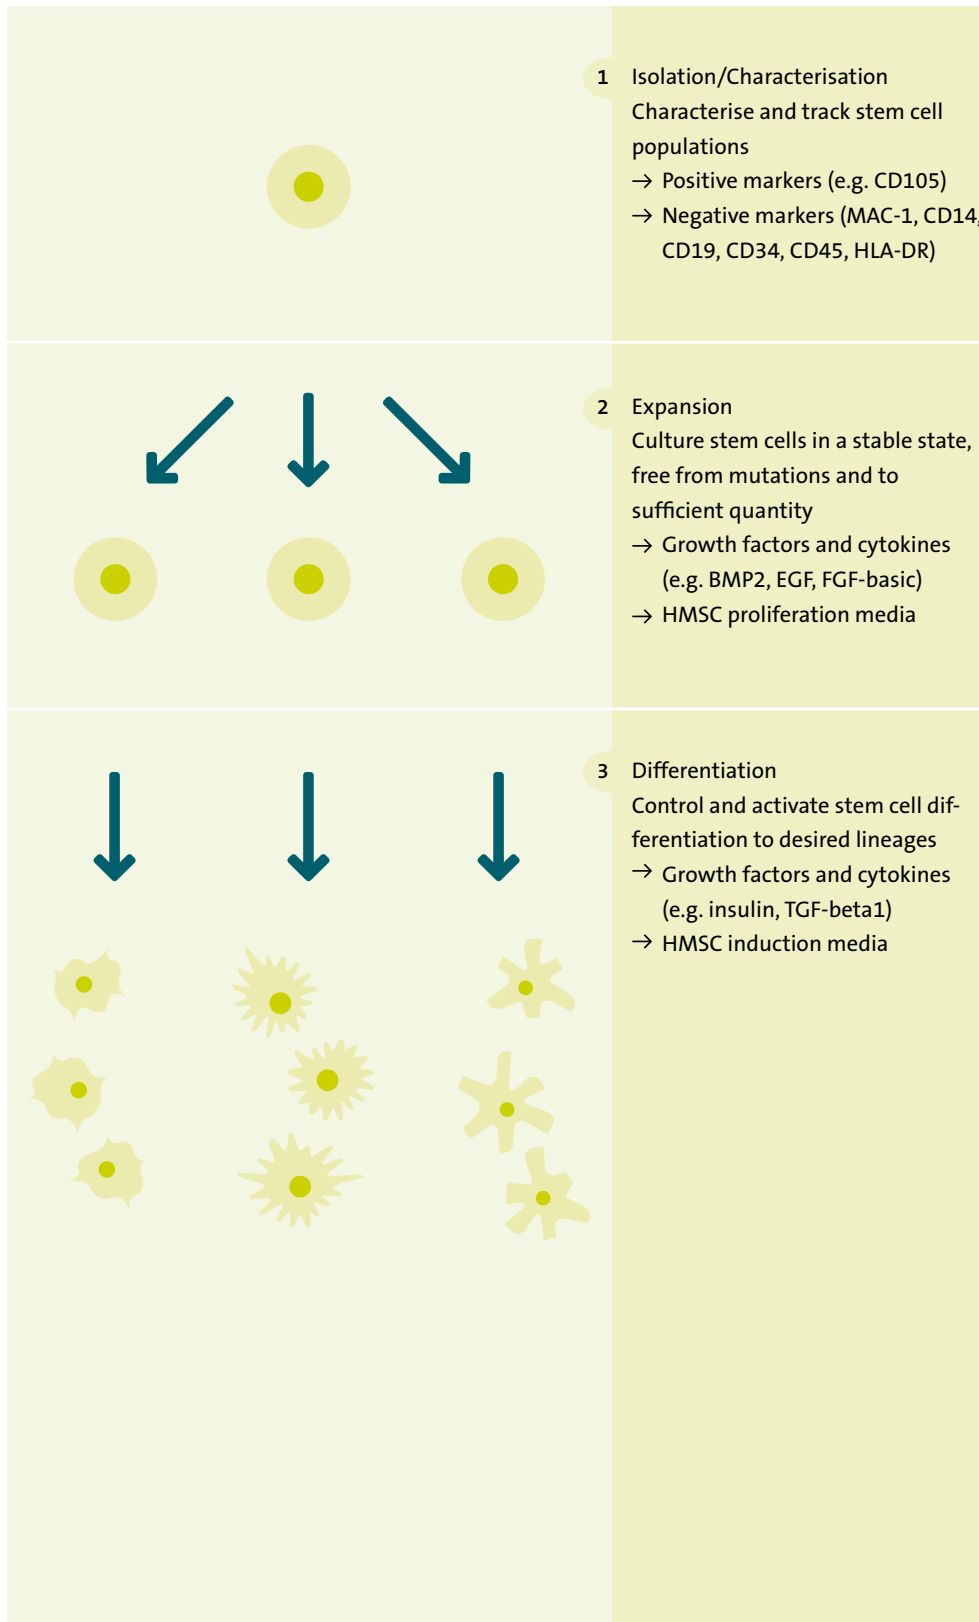 1 Isolation/Characterisation
Characterise and track stem cell
populations
→ Positive markers (e.g. CD105)
→ Negative markers (MAC-1, CD14,
CD19, CD34, CD45, HLA-DR)
2 Expansion
Culture stem cells in a stable state,
free from mutations and to
sufficient quantity
→ Growth factors and cytokines
(e.g. BMP2, EGF, FGF-basic)
→ HMSC proliferation media
3 Differentiation
Control and activate stem cell dif-
ferentiation to desired lineages
→ Growth factors and cytokines
(e.g. insulin, TGF-beta1)
→ HMSC induction media